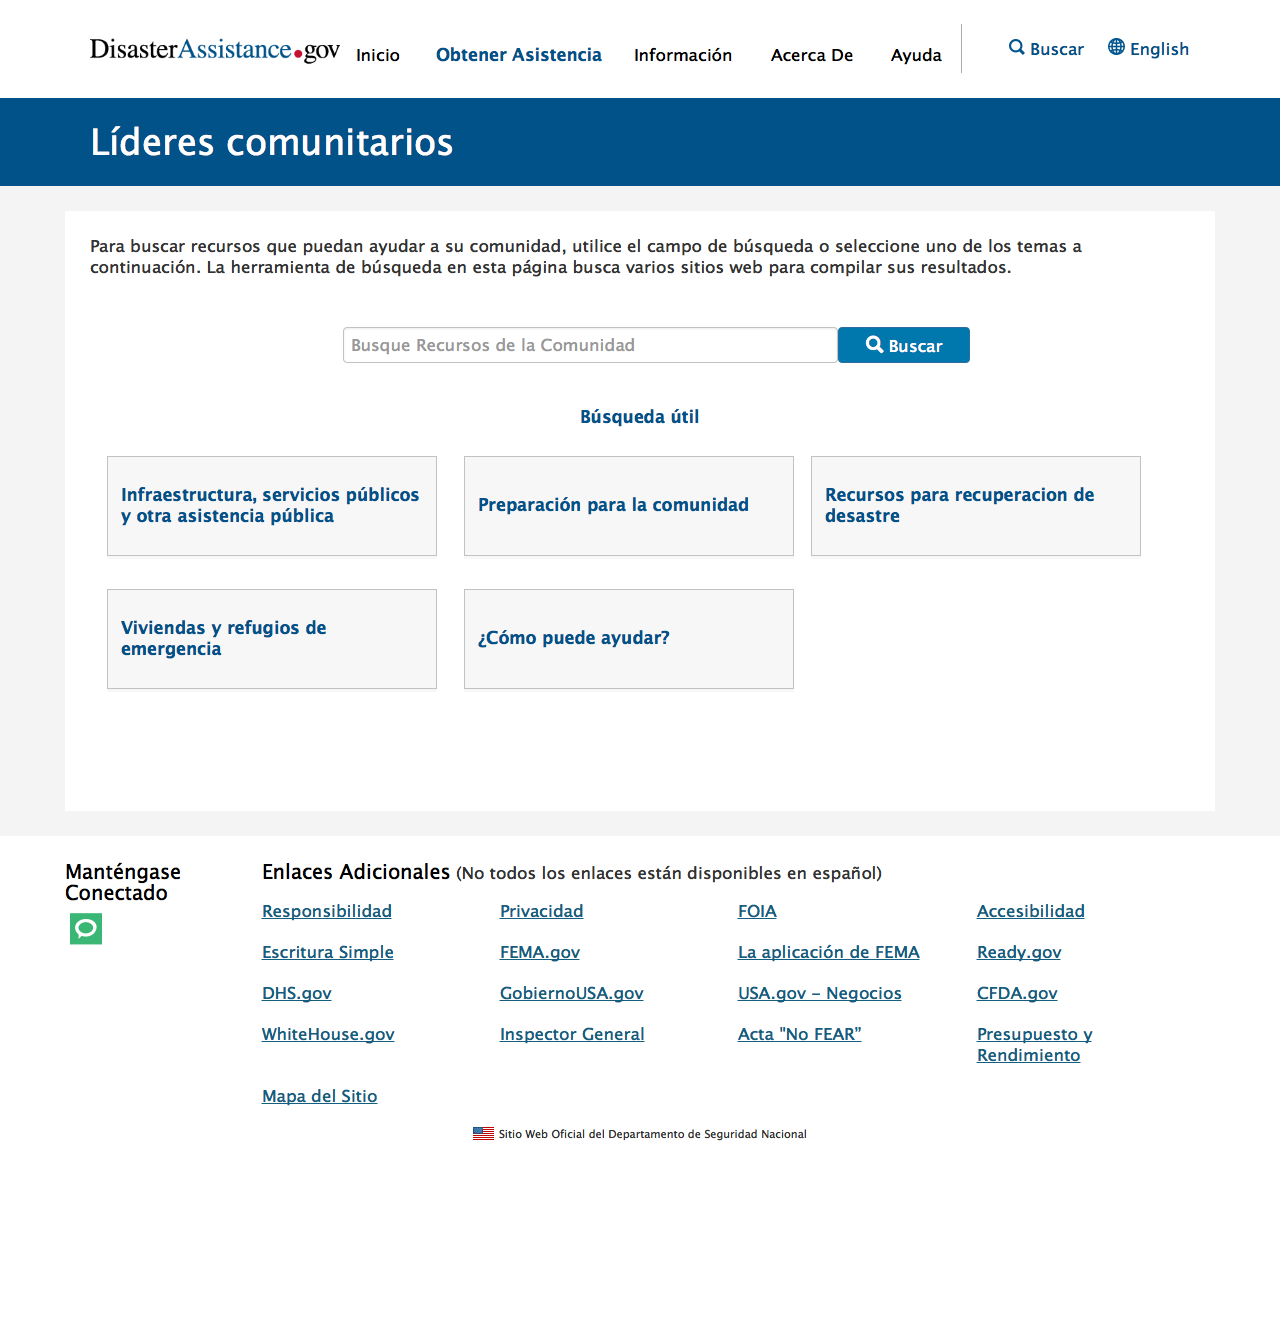 DisasterAssistance.gov
Inicio
Obtener Asistencia
Información
Acerca De
Ayuda
Buscar
English
Líderes comunitarios
Para buscar recursos que puedan ayudar a su comunidad, utilice el campo de búsqueda o seleccione uno de los temas a
continuación. La herramienta de búsqueda en esta página busca varios sitios web para compilar sus resultados.
Busque Recursos de la Comunidad
Buscar
Búsqueda útil
Infraestructura, servicios públicos
y otra asistencia pública
Preparación para la comunidad
Recursos para recuperacion de
desastre
Viviendas y refugios de
emergencia
¿Cómo puede ayudar?
Manténgase
Conectado
Enlaces Adicionales (No todos los enlaces están disponibles en español)
Responsibilidad
Privacidad
FOIA
Accesibilidad
Escritura Simple
FEMA.gov
La aplicación de FEMA
Ready.gov
DHS.gov
GobiernoUSA.gov
USA.gov – Negocios
CFDA.gov
WhiteHouse.gov
Inspector General
Acta "No FEAR”
Presupuesto y
Rendimiento
Mapa del Sitio
Sitio Web Oficial del Departamento de Seguridad Nacional